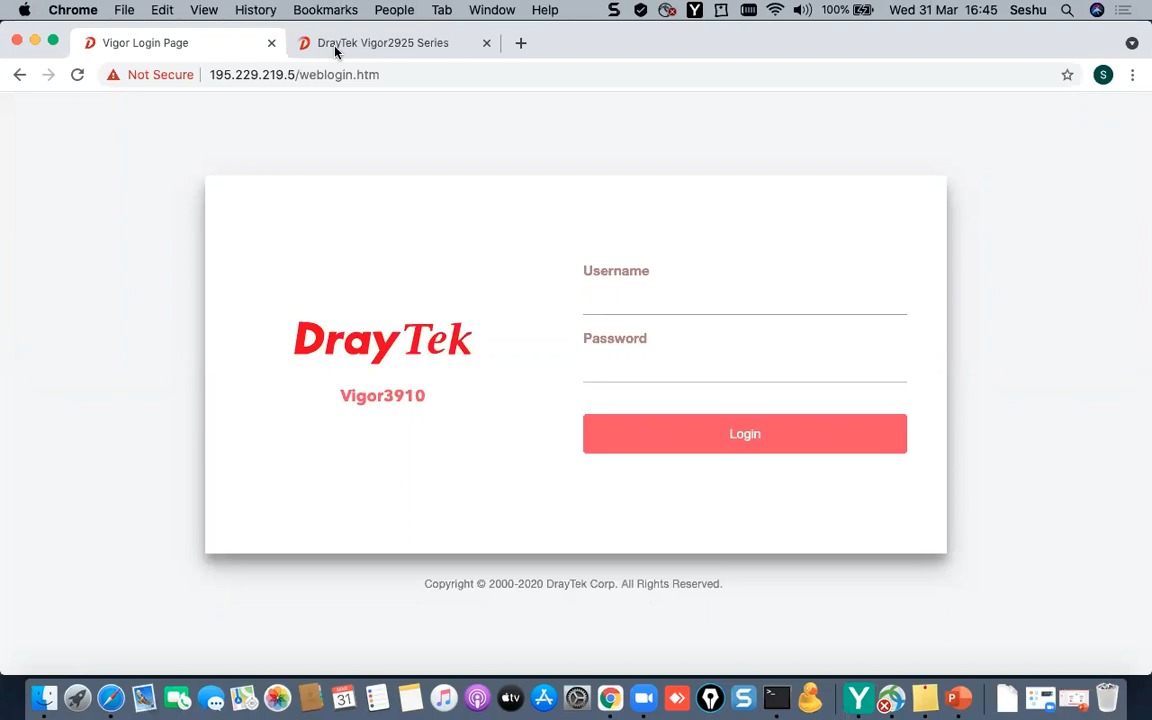 Chrome File Edit View History Bookmarks People Tab Window Help 100% Wed 31 Mar 16:45 Seshu
Vigor Login Page
DrayTek Vigor2925 Series
Not Secure 195.229.219.5/weblogin.htm
S
Username
Password
DrayTek
Vigor3910
Login
Copyright © 2000-2020 DrayTek Corp. All Rights Reserved.